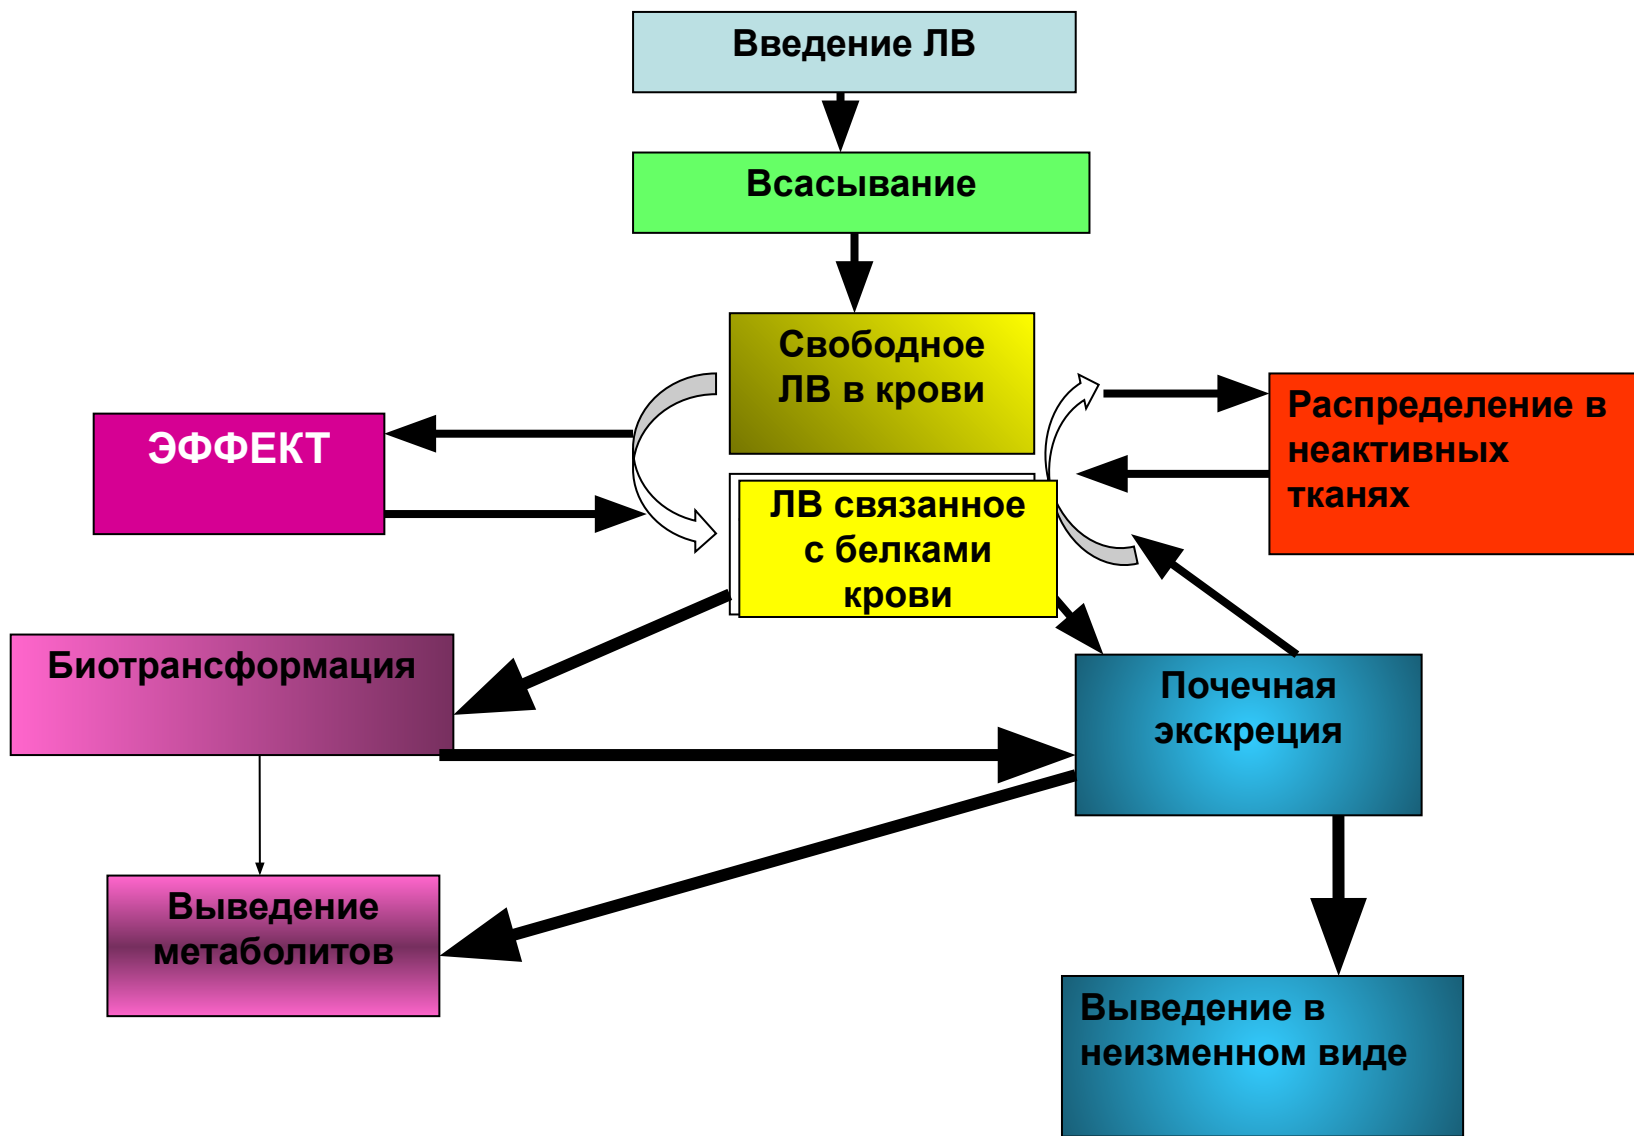 Введение ЛВ
Всасывание
Свободное
ЛВ в крови
Распределение в
неактивных
тканях
ЭФФЕКТ
ЛВ связанное
с белками
крови
Биотрансформация
Почечная
экскреция
Выведение
метаболитов
Выведение в
неизменном виде